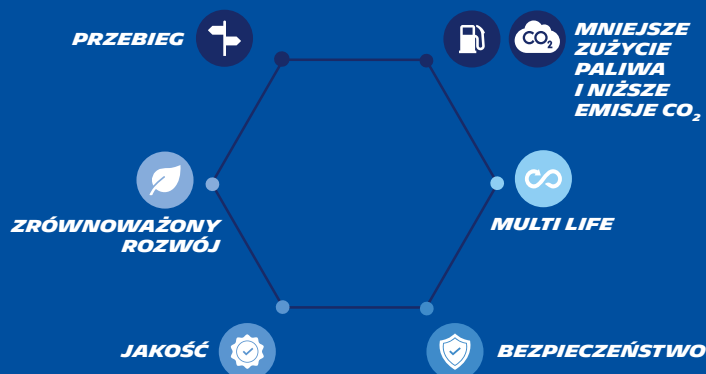 PRZEBIEG
CO₂
MNIEJSZE
ZUŻYCIE
PALIWA
I NIŻSZE
EMISJE CO₂
ZRÓWNOWAŻONY
ROZWÓJ
MULTI LIFE
JAKOŚĆ
BEZPIECZEŃSTWO